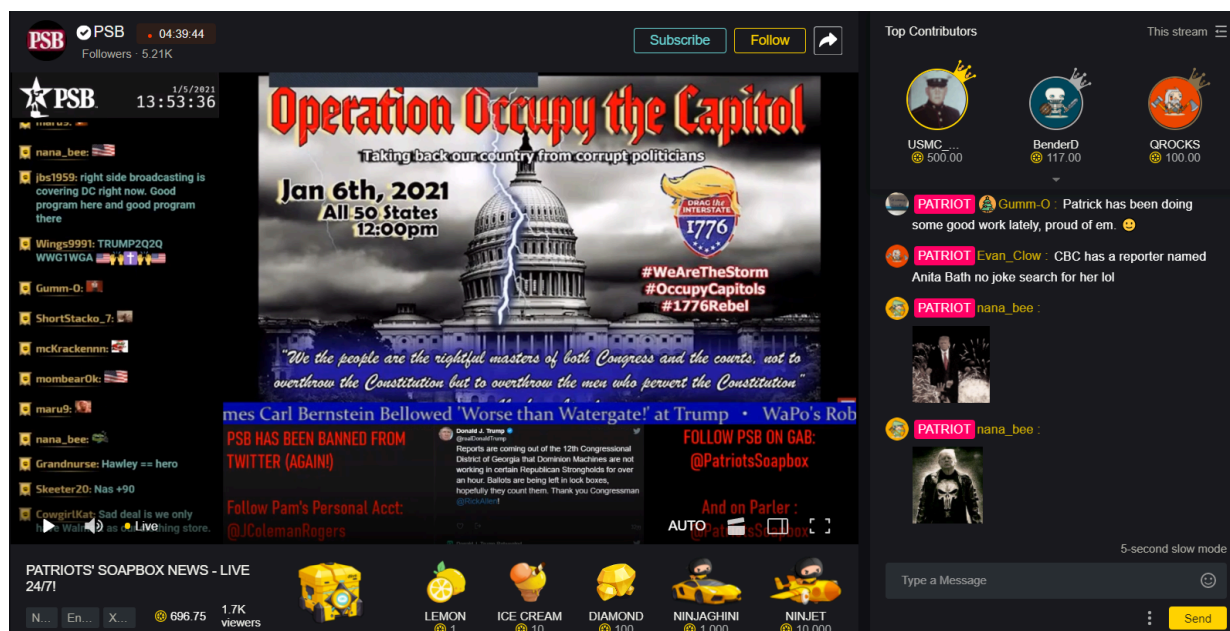 PSB
PSB
04:39:44
Followers · 5.21K
Subscribe
Follow
PSB
1/5/2021
13:53:36
nana_bee:
jbs1959: right side broadcasting is
covering DC right now. Good
program here and good program
there
Wings9991: TRUMP2Q2Q
WWG1WGA
Gumm-O:
ShortStacko_7:
mcKrackennn:
mombear0k:
maru9:
nana_bee:
Grandnurse: Hawley == hero
Skeeter20: Nas +90
CowgirlKat: Sad deal is we only
Live
Operation Occupy the Capitol
Taking back our country from corrupt politicians
Jan 6th, 2021
All 50 States
12:00pm
DRAG the
INTERSTATE
1776
#WeAreTheStorm
#OccupyCapitols
#1776Rebel
"We the people are the rightful masters of both Congress and the courts, not to
overthrow the Constitution but to overthrow the men who pervert the Constitution"
mes Carl Bernstein Bellowed 'Worse than Watergate!' at Trump • WaPo's Rob
PSB HAS BEEN BANNED FROM
TWITTER (AGAIN!)
Follow Pam's Personal Acct:
@JColemanRogers
Donald J. Trump
@realDonaldTrump
Reports are coming out of the 12th Congressional
District of Georgia that Dominion Machines are not
working in certain Republican Strongholds for over
an hour. Ballots are being left in lock boxes,
hopefully they count them. Thank you Congressman
@RickAllen!
FOLLOW PSB ON GAB:
@PatriotsSoapbox
And on Parler :
AUTO
PATRIOTS' SOAPBOX NEWS - LIVE
24/7!
N... En... X...
696.75
1.7K
viewers
LEMON
1
ICE CREAM
10
DIAMOND
100
NINJAGHINI
1,000
NINJET
10,000
Top Contributors
This stream
USMC_...
500.00
BenderD
117.00
QROCKS
100.00
PATRIOT Gumm-O : Patrick has been doing
some good work lately, proud of em.
PATRIOT Evan_Clow : CBC has a reporter named
Anita Bath no joke search for her lol
PATRIOT nana_bee :
PATRIOT nana_bee :
5-second slow mode
Type a Message
Send